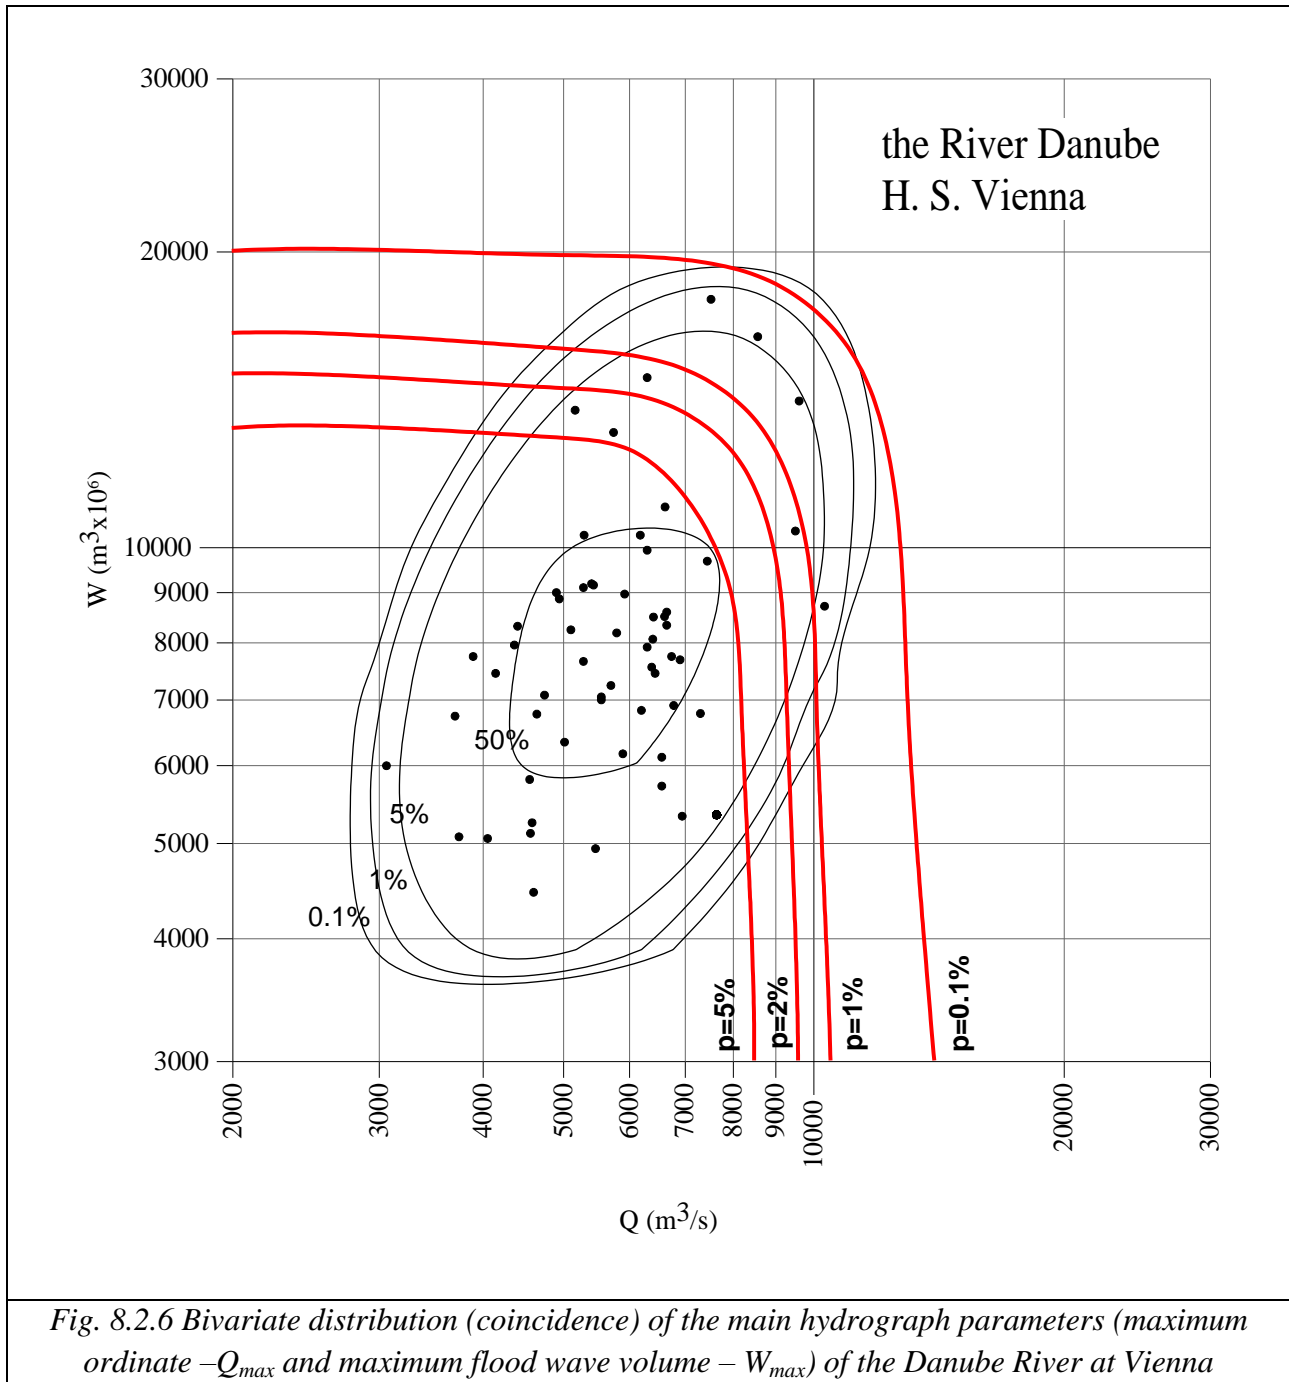 the River Danube
H. S. Vienna
30000
20000
10000
9000
8000
7000
6000
5000
4000
3000
W (m³x10⁶)
50%
5%
1%
0.1%
p=5%
p=2%
p=1%
p=0.1%
2000
3000
4000
5000
6000
7000
8000
9000
10000
20000
30000
Q (m³/s)
Fig. 8.2.6 Bivariate distribution (coincidence) of the main hydrograph parameters (maximum
ordinate –Qmax and maximum flood wave volume – Wmax) of the Danube River at Vienna